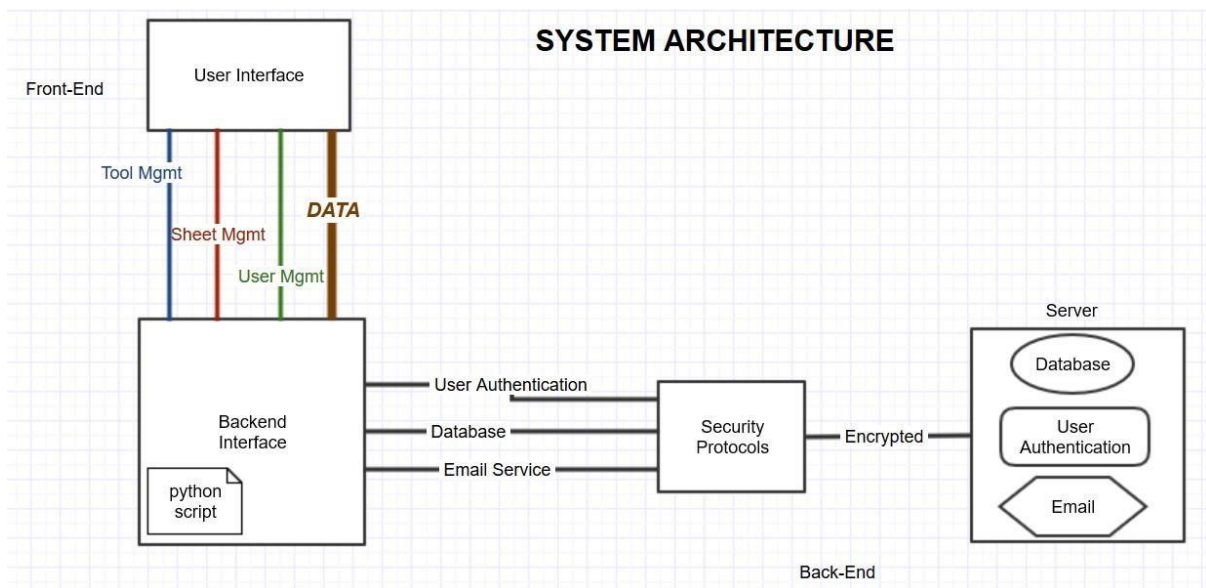 SYSTEM ARCHITECTURE
User Interface
Front-End
Tool Mgmt
DATA
Sheet Mgmt
User Mgmt
Server
Database
User Authentication
User
Authentication
Backend
Interface
Security
Protocols
Database
Encrypted
Email Service
python
script
Email
Back-End